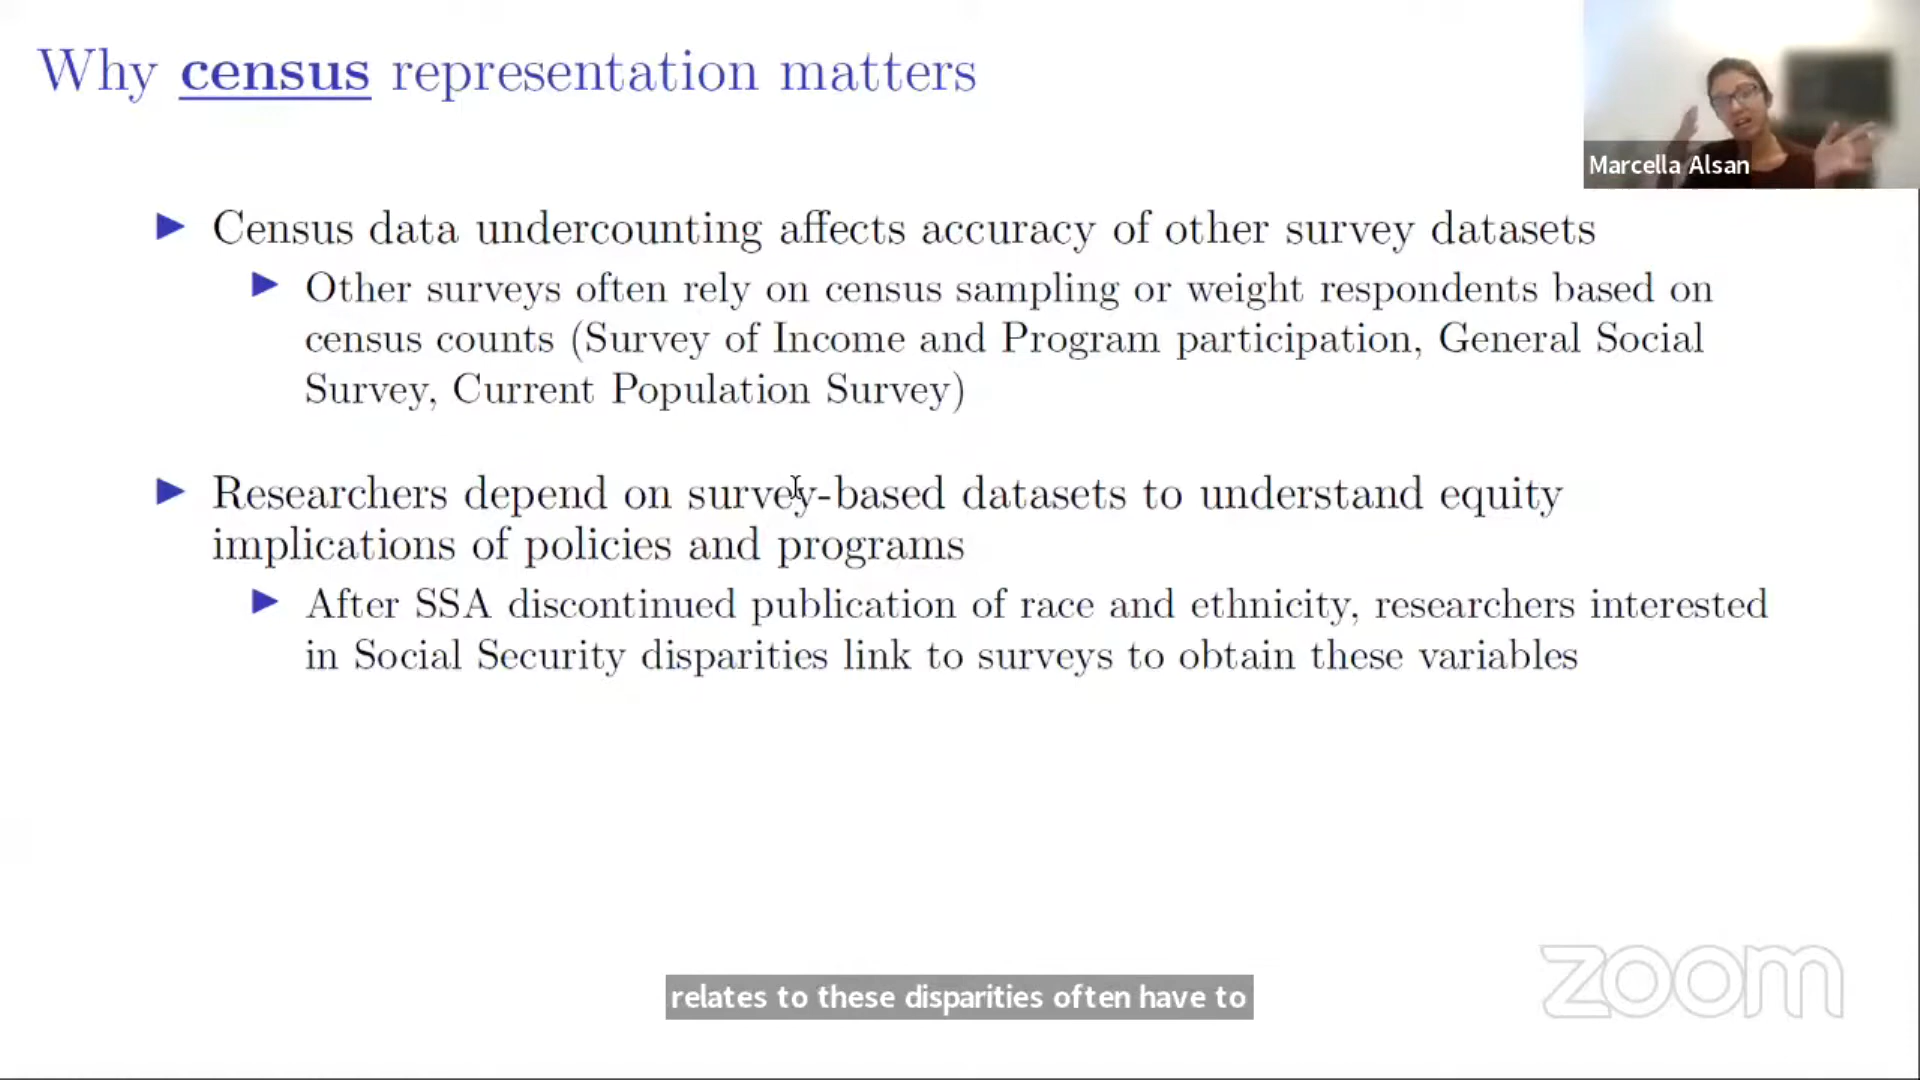 Why census representation matters
Marcella Alsan
Census data undercounting affects accuracy of other survey datasets
Other surveys often rely on census sampling or weight respondents based on
census counts (Survey of Income and Program participation, General Social
Survey, Current Population Survey)
Researchers depend on survey-based datasets to understand equity
implications of policies and programs
After SSA discontinued publication of race and ethnicity, researchers interested
in Social Security disparities link to surveys to obtain these variables
relates to these disparities often have to
zoom